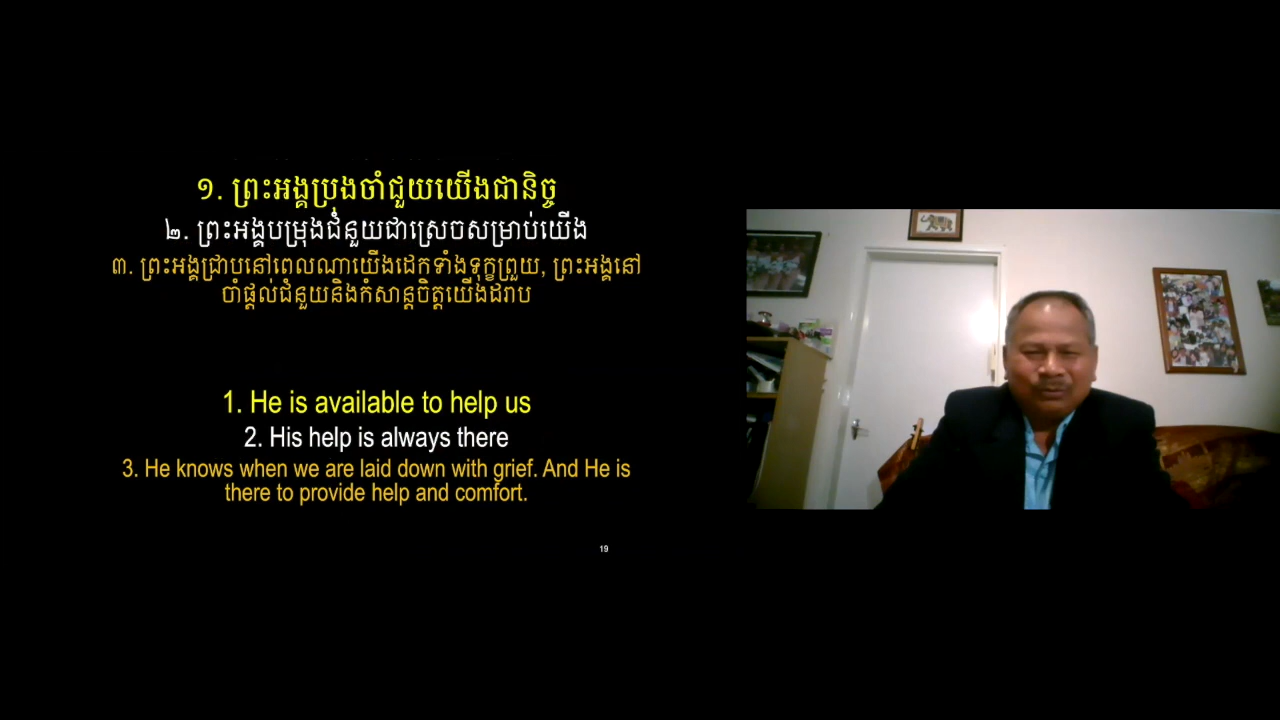 ១. ព្រះអង្គប្រុងចាំជួយយើងជានិច្ច
២. ព្រះអង្គបម្រុងជំនួយជាស្រេចសម្រាប់យើង
៣. ព្រះអង្គជ្រាបនៅពេលណាយើងដេកទាំងទុក្ខព្រួយ, ព្រះអង្គនៅ
ចាំផ្តល់ជំនួយនិងកំសាន្តចិត្តយើងដរាប
1. He is available to help us
2. His help is always there
3. He knows when we are laid down with grief. And He is
there to provide help and comfort.
19